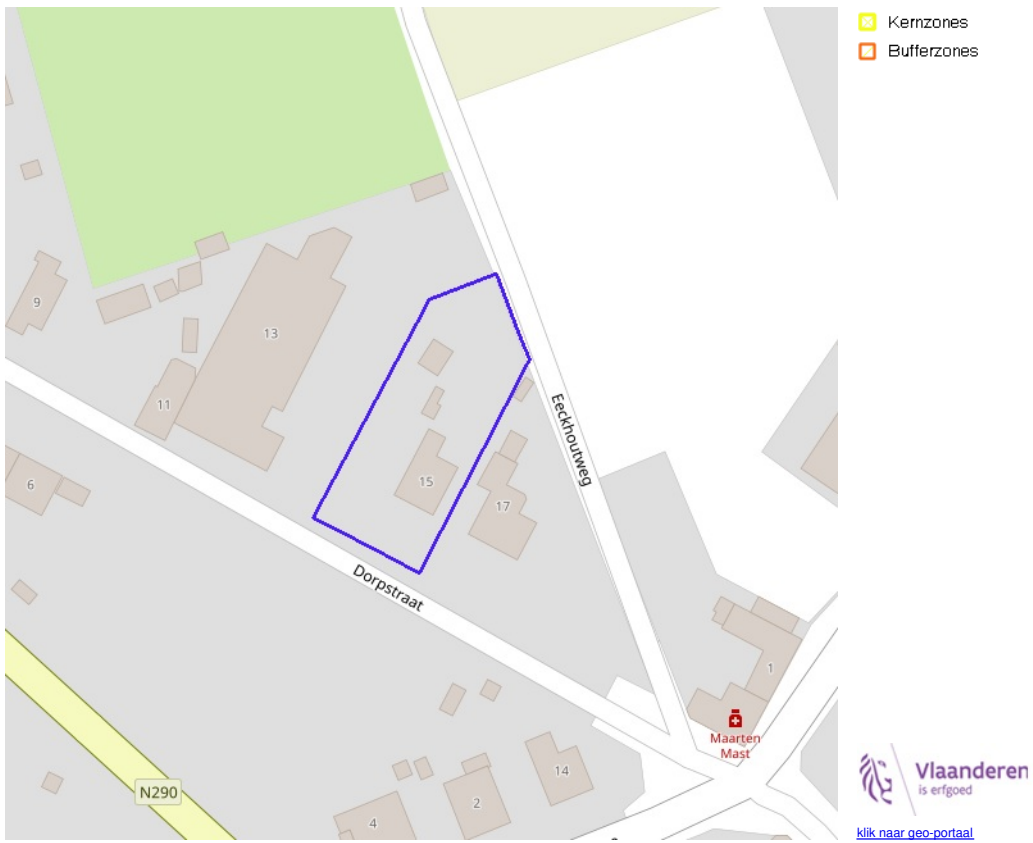 Kernzones
Bufferzones
9
13
11
6
15
17
Eeckhoutweg
Dorpstraat
1
Maarten
Mast
14
2
4
N290
Vlaanderen
is erfgoed
klik naar geo-portaal